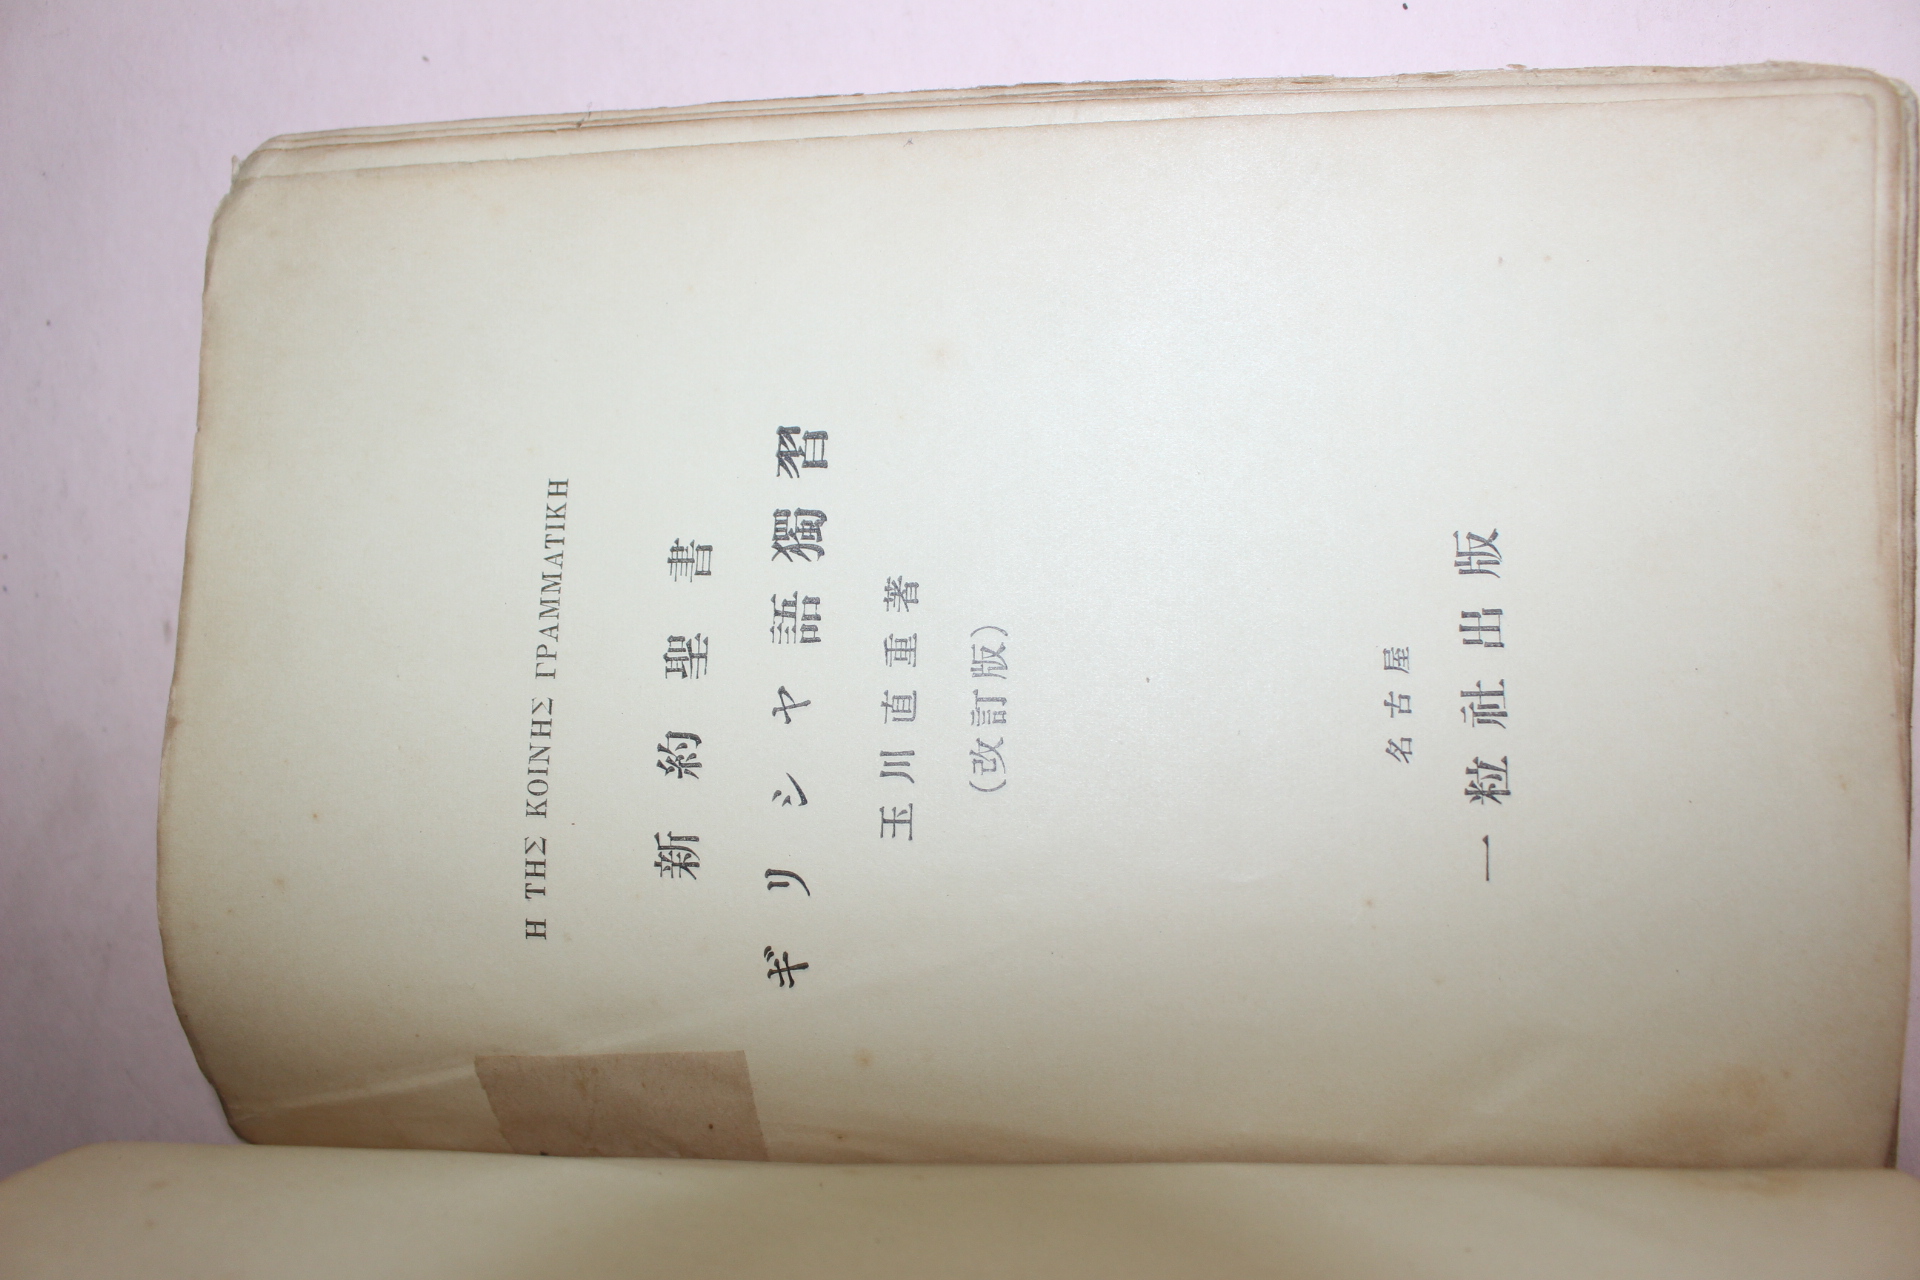 Η ΤΗΣ ΚΟΙΝΗΣ ΓΡΑΜΜΑΤΙΚΗ
新約聖書
ギリシヤ語獨習
玉川直重著
(改訂版)
名古屋
一粒社出版